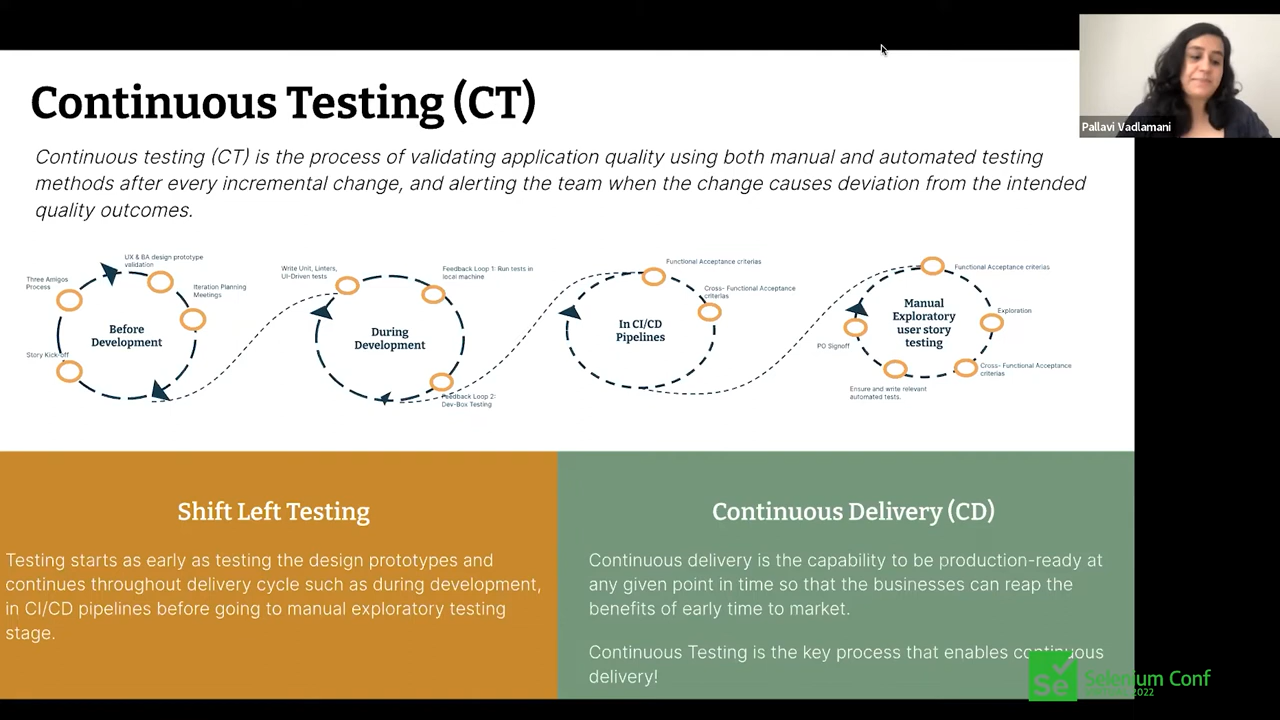 Continuous Testing (CT)
Pallavi Vadlamani
Continuous testing (CT) is the process of validating application quality using both manual and automated testing
methods after every incremental change, and alerting the team when the change causes deviation from the intended
quality outcomes.
Three Amigos
Process
UX & BA design prototype
validation
Iteration Planning
Meetings
Story Kick-off
Before
Development
Write Unit, Linters,
UI-Driven tests
Feedback Loop 1: Run tests in
local machine
During
Development
Feedback Loop 2:
Dev-Box Testing
Functional Acceptance criterias
Cross- Functional Acceptance
criterias
In CI/CD
Pipelines
Functional Acceptance criterias
Manual
Exploratory
user story
testing
Exploration
PO Signoff
Cross- Functional Acceptance
criterias
Ensure and write relevant
automated tests.
Shift Left Testing
Testing starts as early as testing the design prototypes and
continues throughout delivery cycle such as during development,
in CI/CD pipelines before going to manual exploratory testing
stage.
Continuous Delivery (CD)
Continuous delivery is the capability to be production-ready at
any given point in time so that the businesses can reap the
benefits of early time to market.
Continuous Testing is the key process that enables continuous
delivery!
Se
Selenium Conf
VIRTUAL 2022